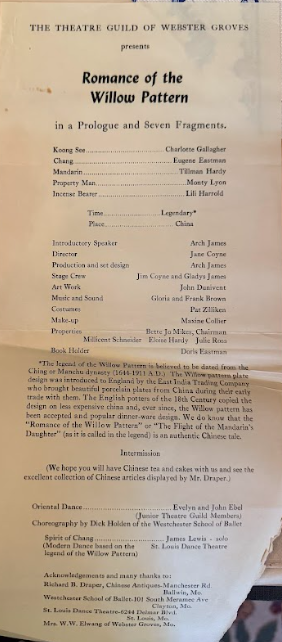 THE THEATRE GUILD OF WEBSTER GROVES
presents
Romance of the
Willow Pattern
in a Prologue and Seven Fragments.
Koong See..........Charlotte Gallagher
Chang..........Eugene Eastman
Mandarin..........Tillman Hardy
Property Man..........Monty Lyon
Incense Bearer..........Lili Harrold
Time..........Legendary*
Place..........China
Introductory Speaker Arch James
Director Jane Coyne
Production and set design Arch James
Stage Crew Jim Coyne and Gladys James
Art Work John Dunivent
Music and Sound Gloria and Frank Brown
Costumes Pat Zilliken
Make-up Maxine Collier
Properties Bette Jo Mikes, Chairman
Millicent Schneider Eloise Hardy Julie Ross
Book Holder Doris Eastman
*The legend of the Willow Pattern is believed to be dated from the
Ching or Manchu dynasty (1644-1911 A.D.) The Willow pattern plate
design was introduced to England by the East India Trading Company
who brought beautiful porcelain plates from China during their early
trade with them. The English potters of the 18th Century copied the
design on less expensive china and, ever since, the Willow pattern has
been accepted and popular dinner-ware design. We do know that the
"Romance of the Willow Pattern" or "The Flight of the Mandarin's
Daughter" (as it is called in the legend) is an authentic Chinese tale.
Intermission
(We hope you will have Chinese tea and cakes with us and see the
excellent collection of Chinese articles displayed by Mr. Draper.)
Oriental Dance..........Evelyn and John Ebel
(Junior Theatre Guild Members)
Choreography by Dick Holden of the Westchester School of Ballet
Spirit of Chang..........James Lewis - solo
(Modern Dance based on the St. Louis Dance Theatre
legend of the Willow Pattern)
Acknowledgements and many thanks to:
Richard B. Draper, Chinese Antiques-Manchester Rd.
Ballwin, Mo.
Westchester School of Ballet-101 South Meramec Ave
Clayton, Mo.
St. Louis Dance Theatre-6244 Delmar Blvd.
St. Louis, Mo.
Mrs. W.W. Elwang of Webster Groves, Mo.